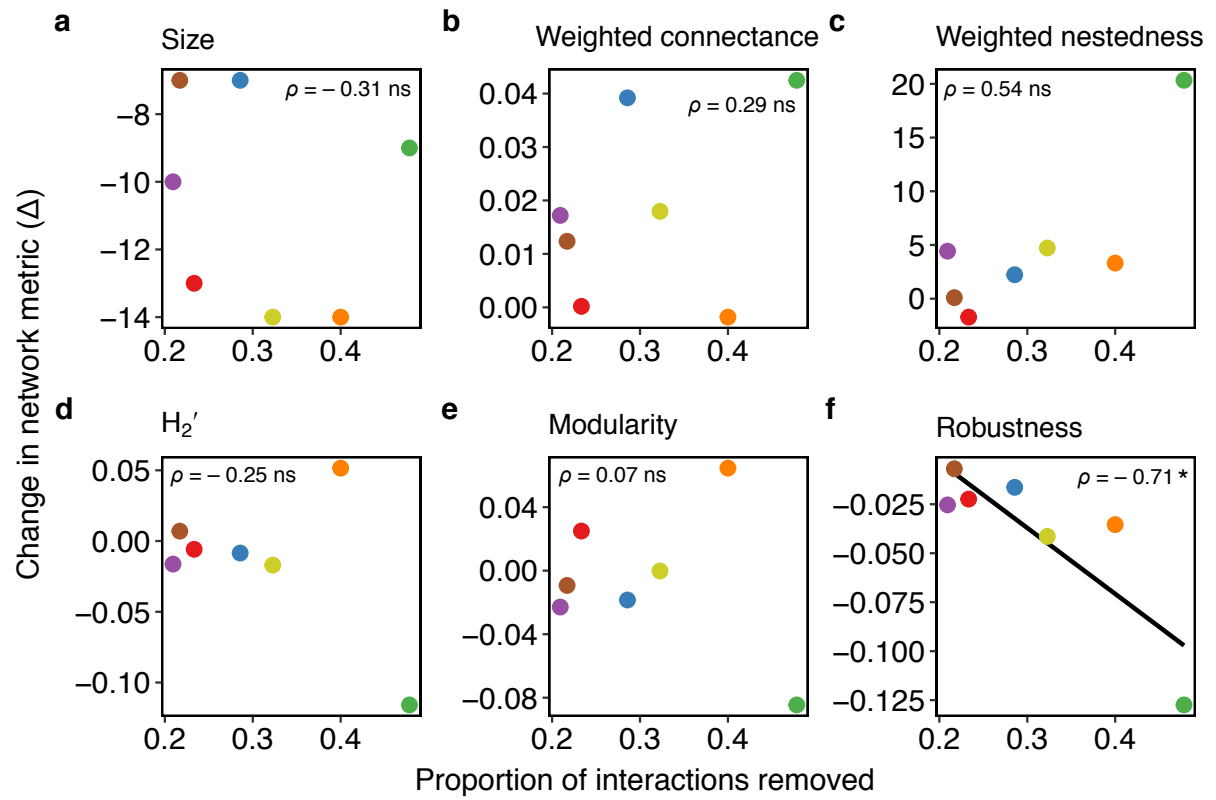 a
Size
ρ = − 0.31 ns
−8
−10
−12
−14
0.2
0.3
0.4
b
Weighted connectance
ρ = 0.29 ns
0.04
0.03
0.02
0.01
0.00
0.2
0.3
0.4
c
Weighted nestedness
ρ = 0.54 ns
20
15
10
5
0
0.2
0.3
0.4
Change in network metric (Δ)
d
H₂′
ρ = − 0.25 ns
0.05
0.00
−0.05
−0.10
0.2
0.3
0.4
e
Modularity
ρ = 0.07 ns
0.04
0.00
−0.04
−0.08
0.2
0.3
0.4
f
Robustness
ρ = − 0.71 *
−0.025
−0.050
−0.075
−0.100
−0.125
0.2
0.3
0.4
Proportion of interactions removed